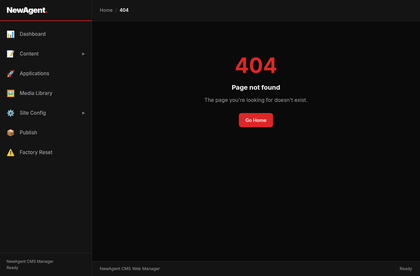 NewAgent.
Home / 404
Dashboard
Content
Applications
Media Library
Site Config
Publish
Factory Reset
404
Page not found
The page you're looking for doesn't exist.
Go Home
NewAgent CMS Manager
Ready
NewAgent CMS Web Manager
Ready